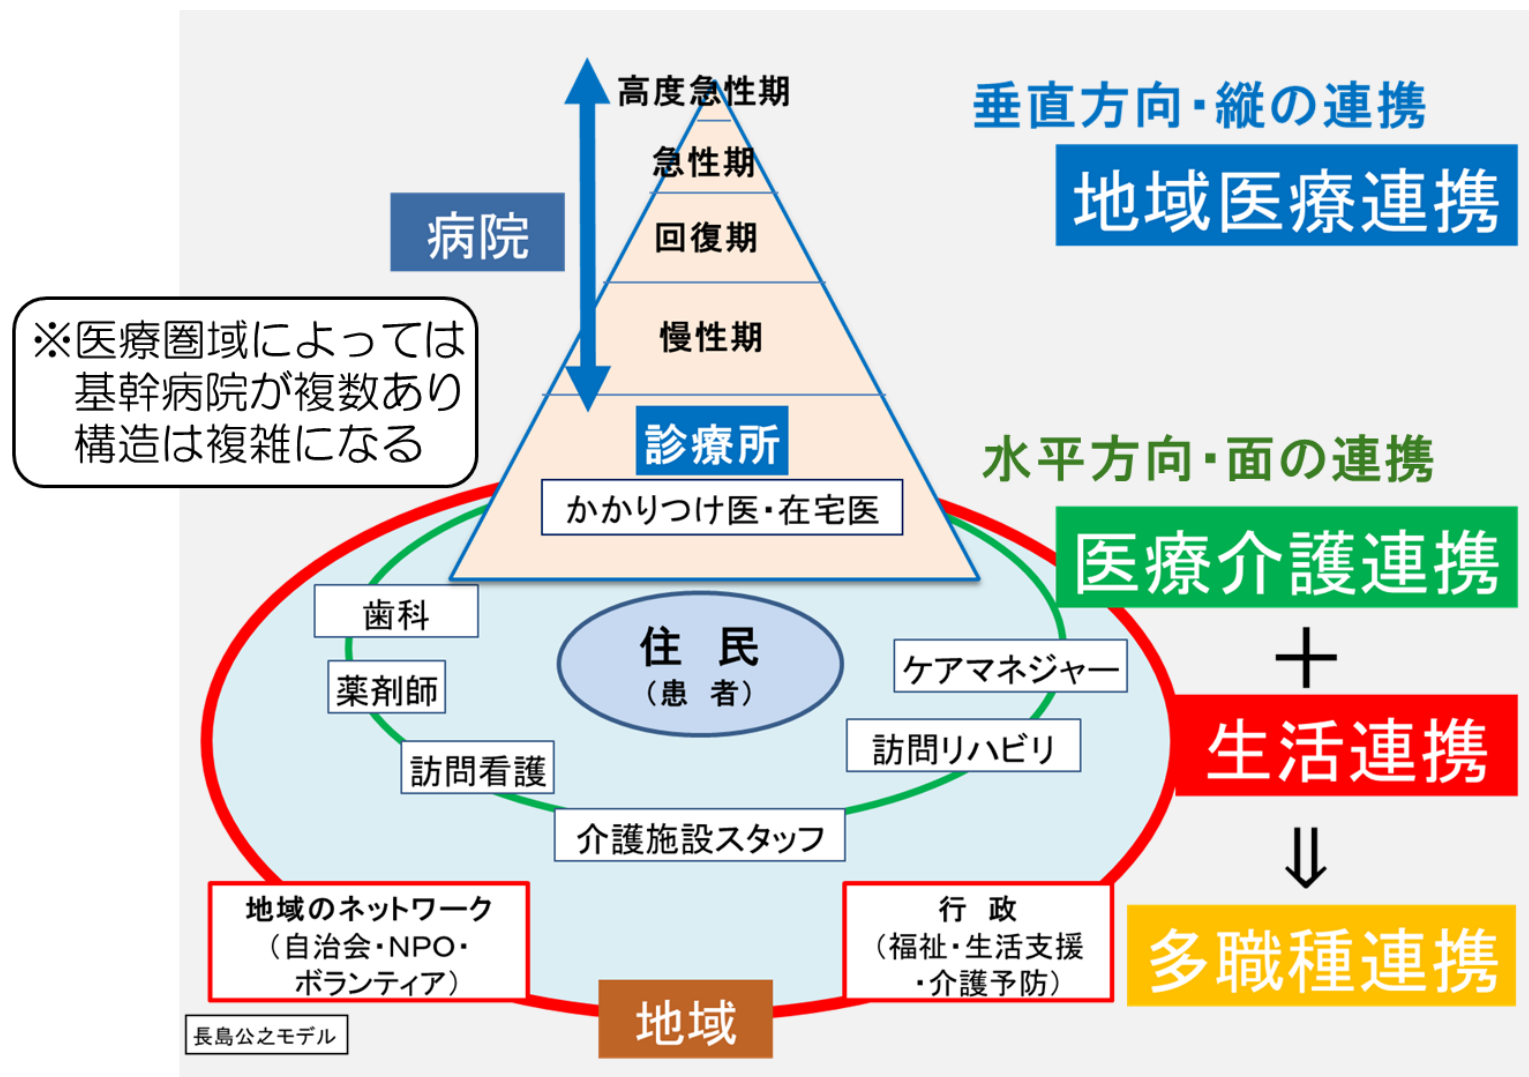 高度急性期
急性期
回復期
慢性期
病院
※医療圏域によっては
基幹病院が複数あり
構造は複雑になる
診療所
かかりつけ医・在宅医
垂直方向・縦の連携
地域医療連携
水平方向・面の連携
医療介護連携
＋
生活連携
⇓
多職種連携
住 民
（患 者）
歯科
薬剤師
訪問看護
介護施設スタッフ
訪問リハビリ
ケアマネジャー
地域のネットワーク
（自治会・NPO・
ボランティア）
行 政
（福祉・生活支援
・介護予防）
地域
長島公之モデル